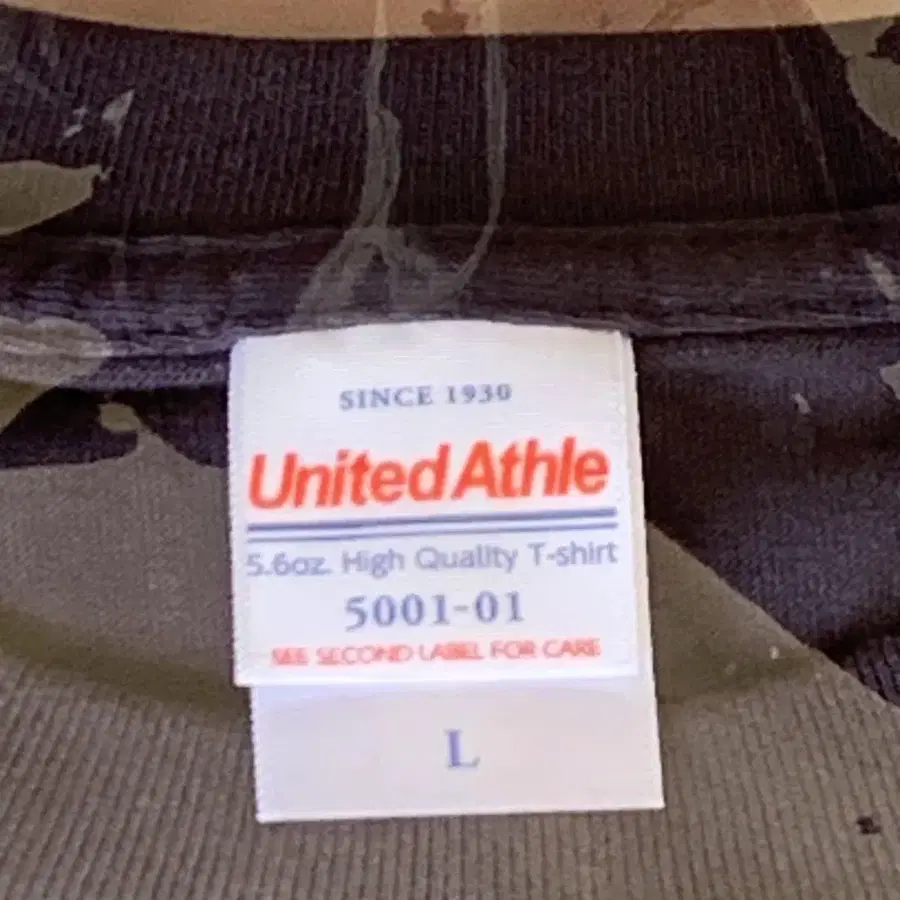 SINCE 1930
United Athle
5.6oz. High Quality T-shirt
5001-01
SEE SECOND LABEL FOR CARE
L